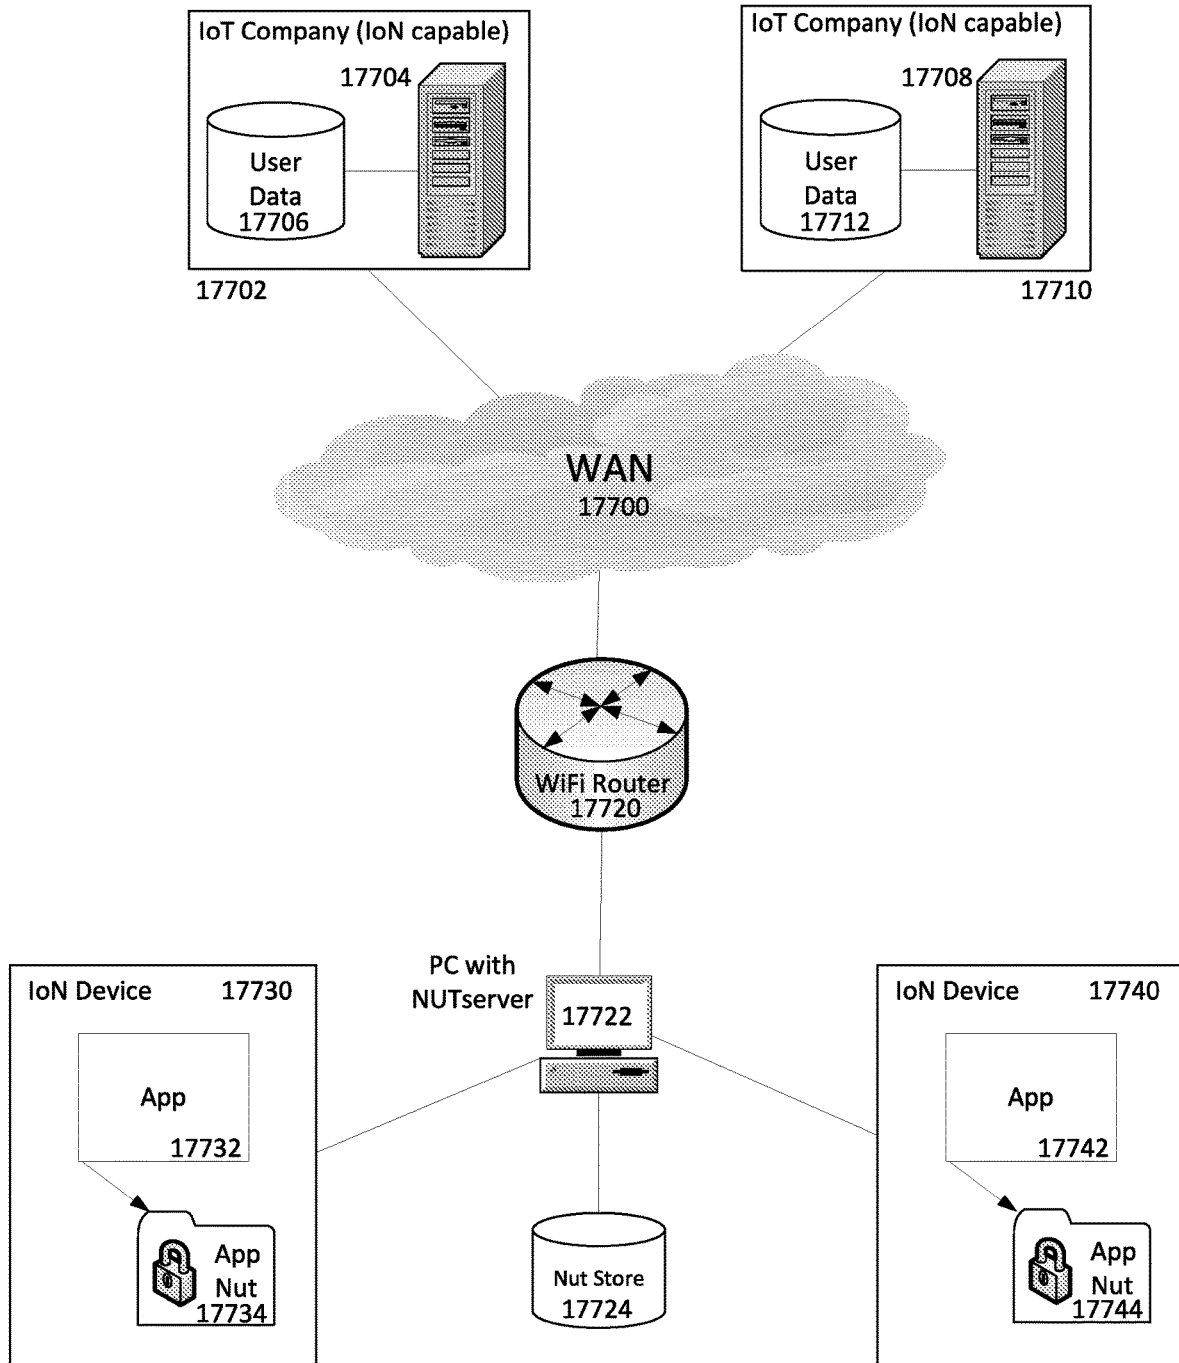 IoT Company (IoN capable)
17704
User
Data
17706
17702
IoT Company (IoN capable)
17708
User
Data
17712
17710
WAN
17700
WiFi Router
17720
PC with
NUTserver
17722
IoN Device 17730
App
17732
App
Nut
17734
Nut Store
17724
IoN Device 17740
App
17742
App
Nut
17744